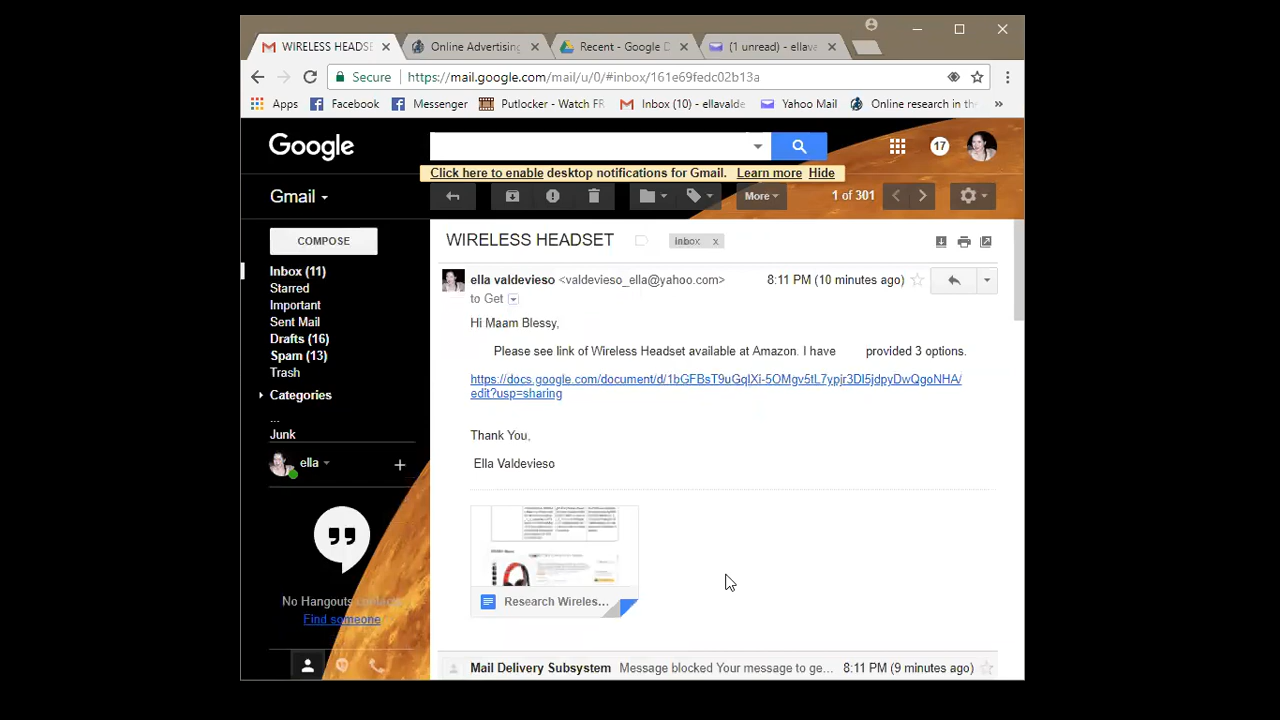 WIRELESS HEADS
Online Advertising
Recent - Google D
(1 unread) - ellava
Secure
https://mail.google.com/mail/u/0/#inbox/161e69fedc02b13a
Apps
Facebook
Messenger
Putlocker - Watch FR
Inbox (10) - ellavalde
Yahoo Mail
Online research in the
»
Google
17
Click here to enable desktop notifications for Gmail. Learn more Hide
Gmail
More
1 of 301
COMPOSE
WIRELESS HEADSET
Inbox x
Inbox (11)
Starred
Important
Sent Mail
Drafts (16)
Spam (13)
Trash
Categories
...
Junk
ella
+
No Hangouts contacts
Find someone
ella valdevieso <valdevieso_ella@yahoo.com>
8:11 PM (10 minutes ago)
to Get
Hi Maam Blessy,
Please see link of Wireless Headset available at Amazon. I have provided 3 options.
https://docs.google.com/document/d/1bGFBsT9uGqIXi-5OMgv5tL7ypjr3DI5jdpyDwQgoNHA/
edit?usp=sharing
Thank You,
Ella Valdevieso
Research Wireles...
Mail Delivery Subsystem Message blocked Your message to ge... 8:11 PM (9 minutes ago)